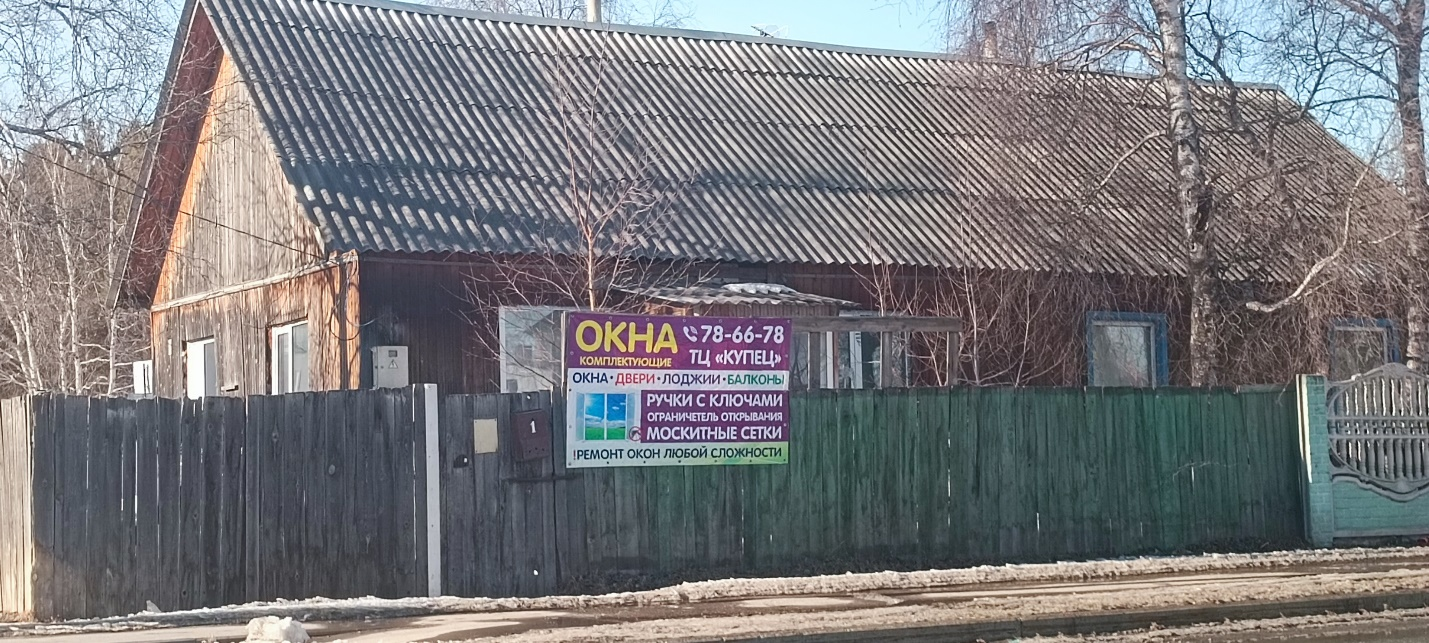 ОКНА 78-66-78
КОМПЛЕКТУЮЩИЕ ТЦ «КУПЕЦ»
ОКНА • ДВЕРИ • ЛОДЖИИ • БАЛКОНЫ
РУЧКИ С КЛЮЧАМИ
ОГРАНИЧЕТЕЛЬ ОТКРЫВАНИЯ
МОСКИТНЫЕ СЕТКИ
!РЕМОНТ ОКОН ЛЮБОЙ СЛОЖНОСТИ
1